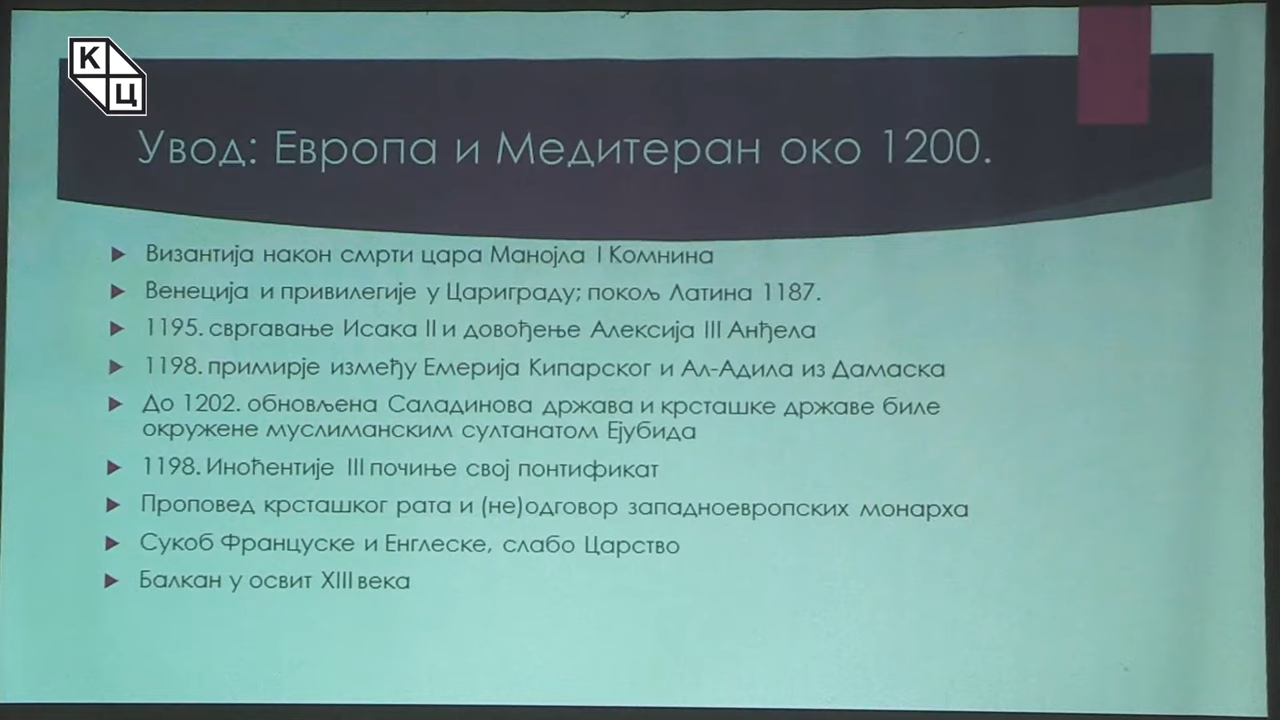 К
Ц
Увод: Европа и Медитеран око 1200.
Византија након смрти цара Манојла I Комнина
Венеција и привилегије у Цариграду; покољ Латина 1187.
1195. свргавање Исака II и довођење Алексија III Анђела
1198. примирје између Емерија Кипарског и Ал-Адила из Дамаска
До 1202. обновљена Саладинова држава и крсташке државе биле
окружене муслиманским султанатом Ејубида
1198. Иноћентије III почиње свој понтификат
Проповед крсташког рата и (не)одговор западноевропских монарха
Сукоб Француске и Енглеске, слабо Царство
Балкан у освит XIII века